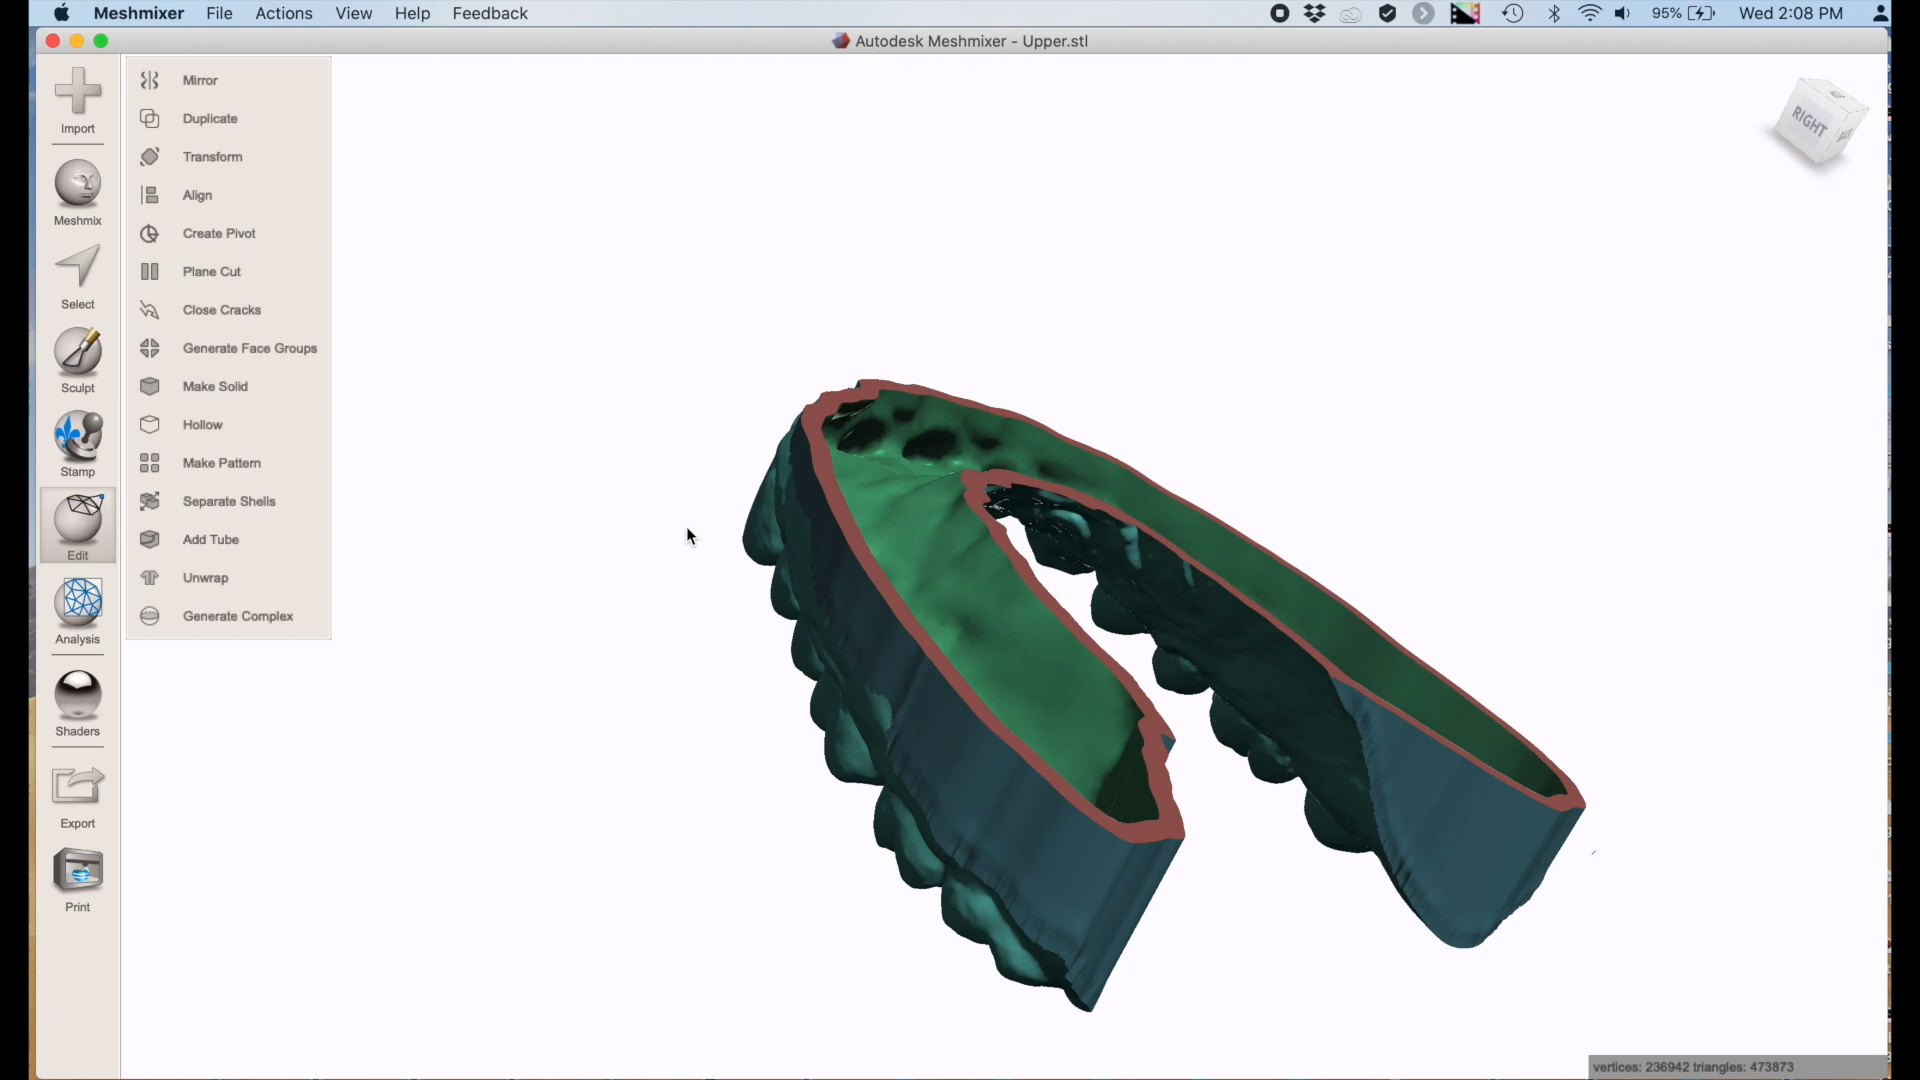 Meshmixer File Actions View Help Feedback 95% Wed 2:08 PM
Autodesk Meshmixer - Upper.stl
Import
Meshmix
Select
Sculpt
Stamp
Edit
Analysis
Shaders
Export
Print
Mirror
Duplicate
Transform
Align
Create Pivot
Plane Cut
Close Cracks
Generate Face Groups
Make Solid
Hollow
Make Pattern
Separate Shells
Add Tube
Unwrap
Generate Complex
RIGHT
vertices: 236942 triangles: 473873